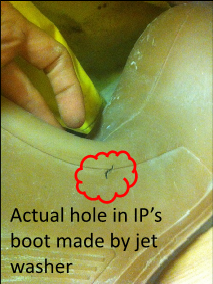 Actual hole in IP's
boot made by jet
washer